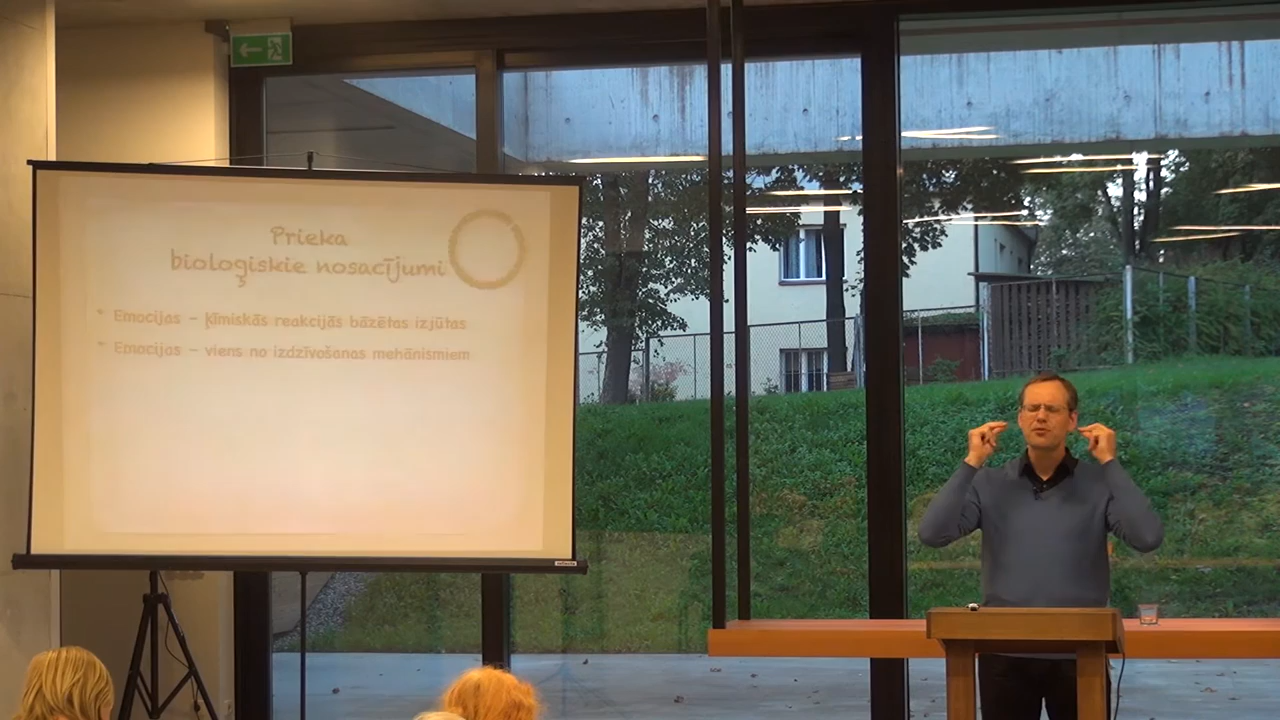 Prieka
bioloģiskie nosacījumi
* Emocijas - Ķīmiskās reakcijās bāzētas izjūtas
* Emocijas - viens no izdzīvošanas mehānismiem